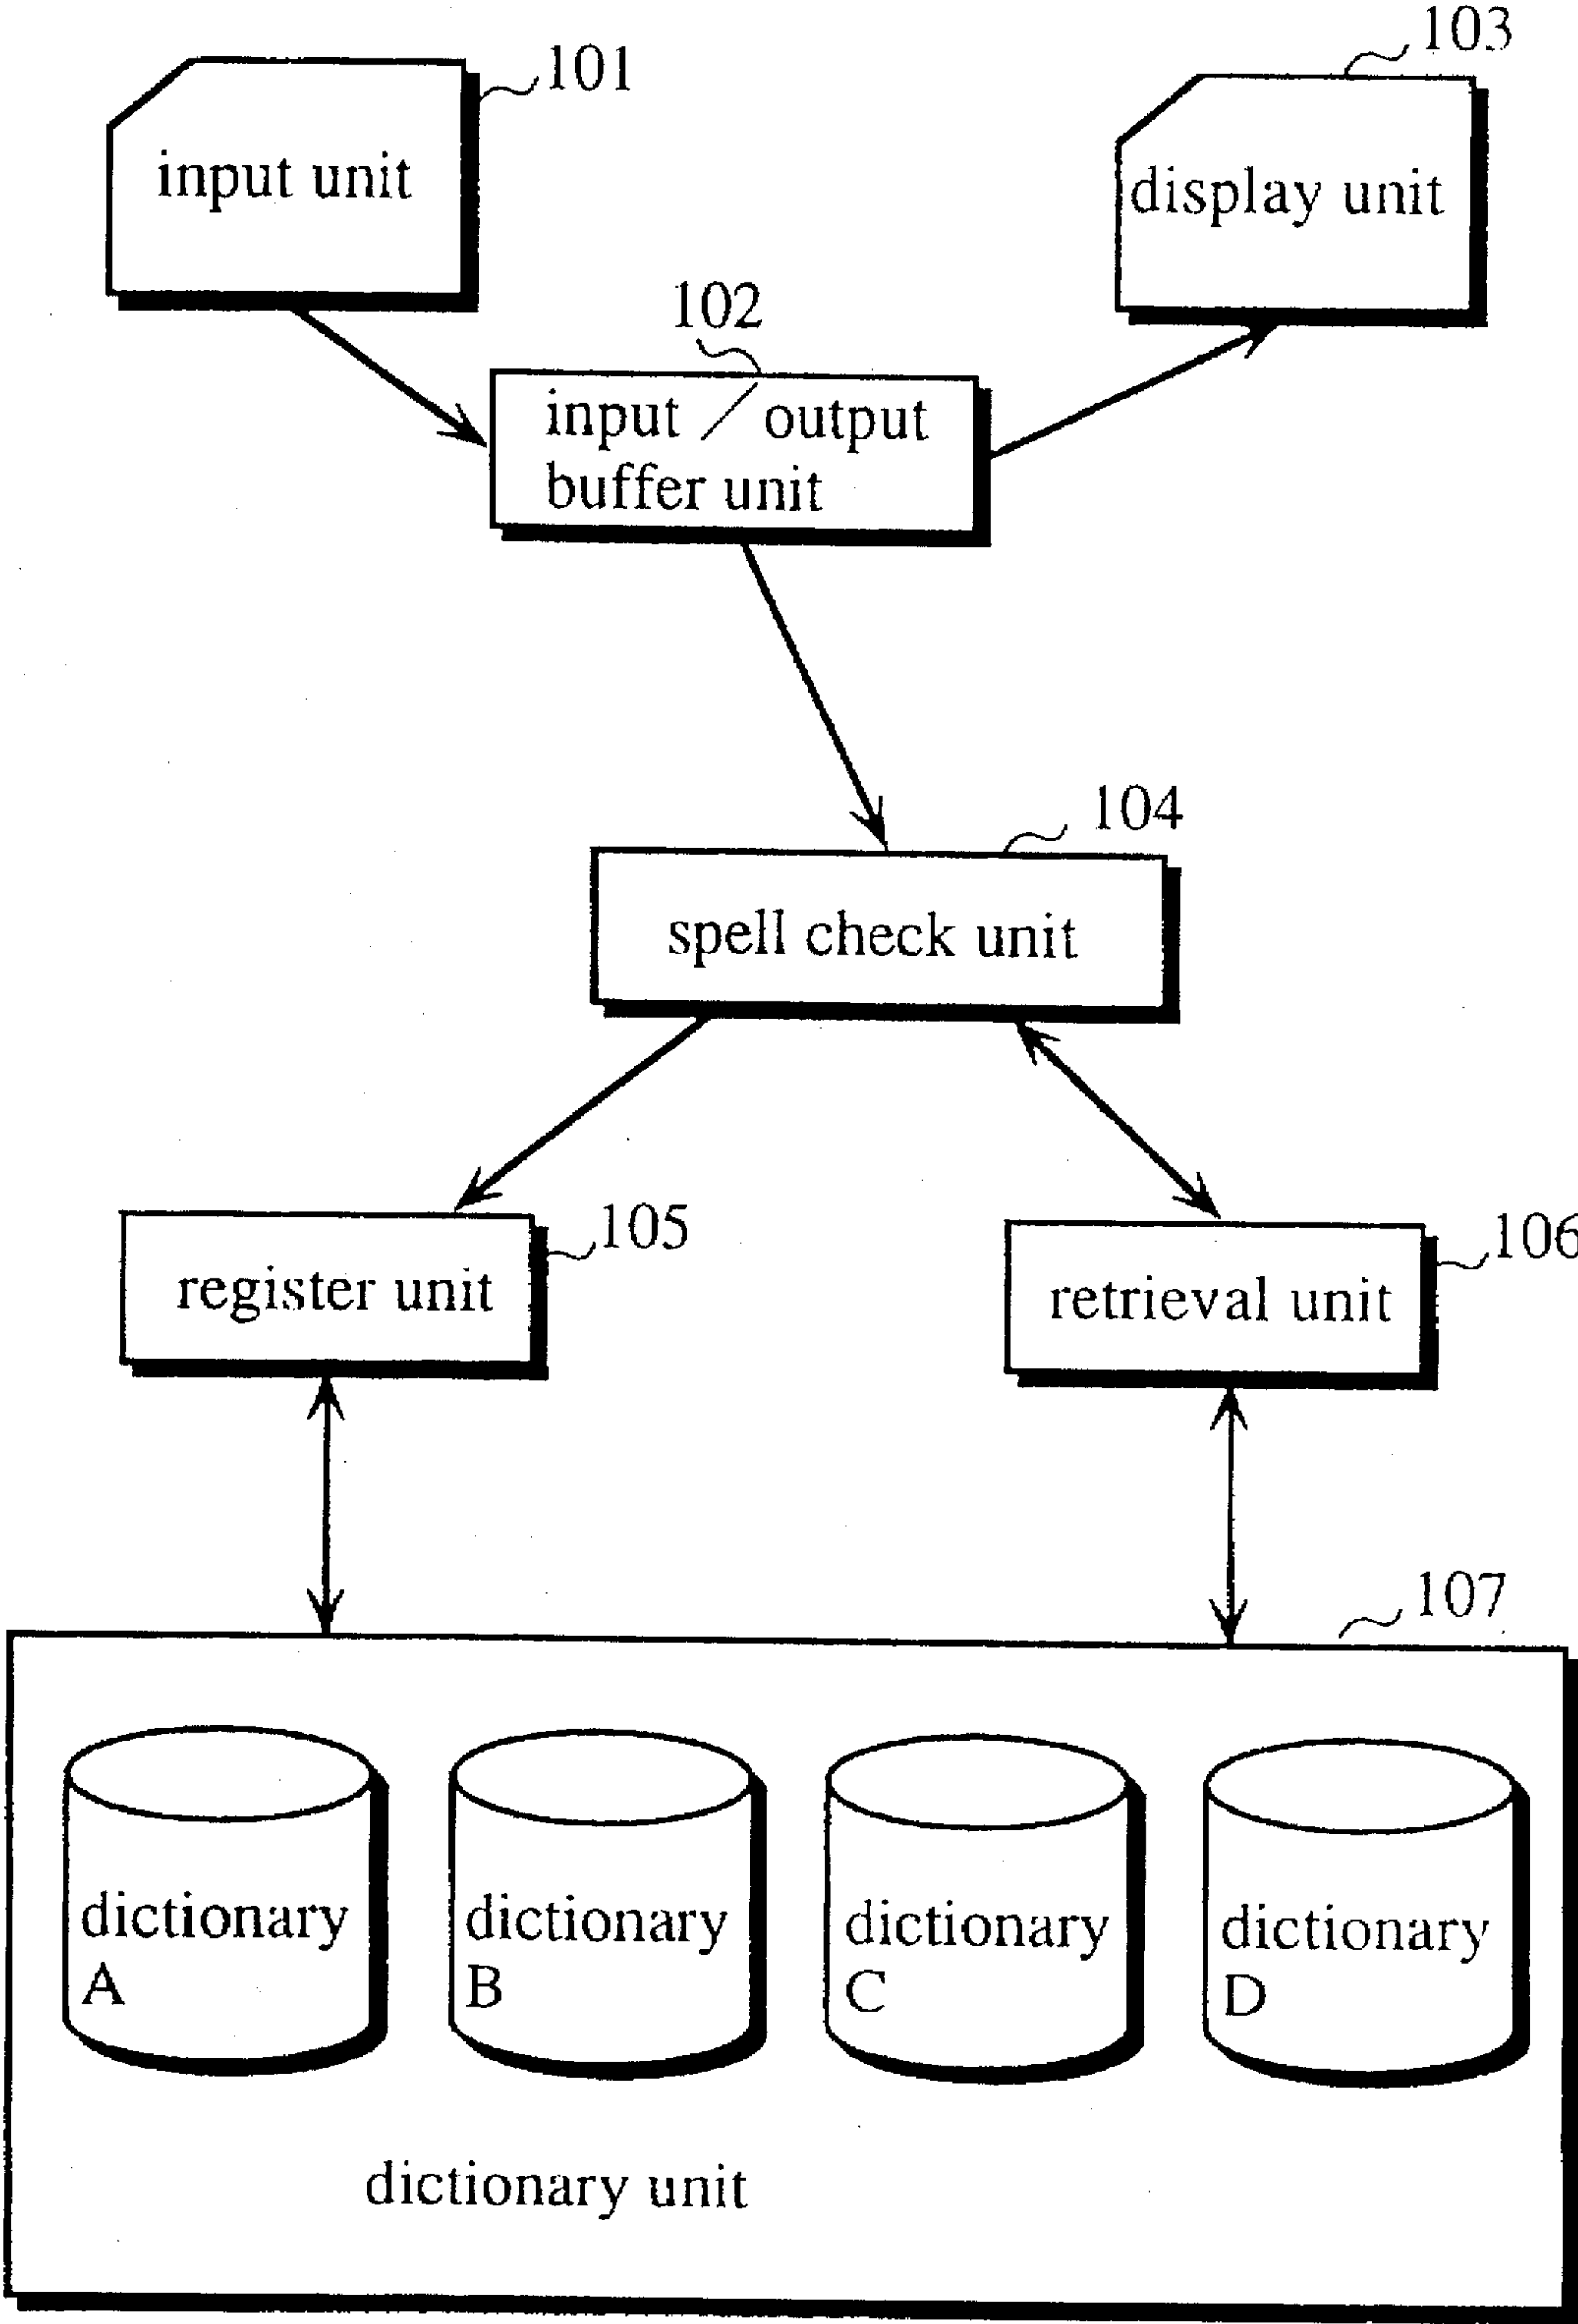 101
input unit
103
display unit
102
input / output
buffer unit
104
spell check unit
105
register unit
106
retrieval unit
107
dictionary
A
dictionary
B
dictionary
C
dictionary
D
dictionary unit